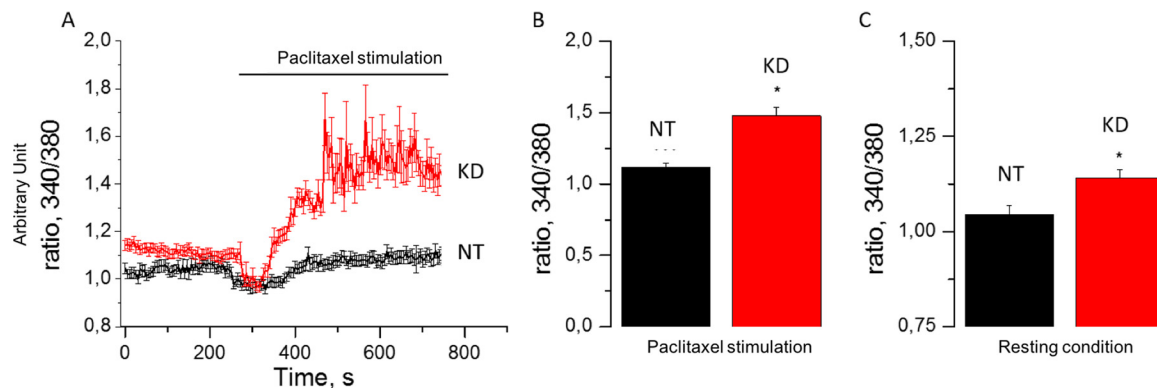 A
Arbitrary Unit
ratio, 340/380
2,0
1,8
1,6
1,4
1,2
1,0
0,8
Paclitaxel stimulation
KD
NT
0
200
400
600
800
Time, s
B
ratio, 340/380
2,0
1,5
1,0
0,5
0,0
NT
KD
*
Paclitaxel stimulation
C
ratio, 340/380
1,50
1,25
1,00
0,75
NT
KD
*
Resting condition